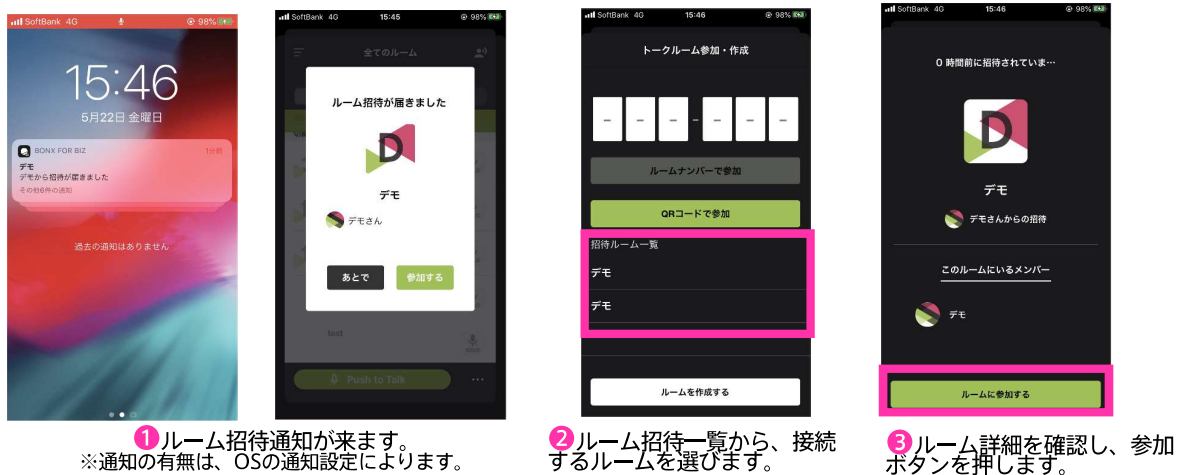 SoftBank 4G 98%
15:46
5月22日 金曜日
BONX FOR BIZ 1分前
デモ
デモから招待が届きました
その他6件の通知
過去の通知はありません
SoftBank 4G 15:45 98%
全てのルーム
ルーム招待が届きました
D
デモ
デモさん
あとで 参加する
test
Push to Talk
SoftBank 4G 15:46 98%
トークルーム参加・作成
- - - - - - -
ルームナンバーで参加
QRコードで参加
招待ルーム一覧
デモ
デモ
ルームを作成する
SoftBank 4G 15:46 98%
0 時間前に招待されていま…
D
デモ
デモさんからの招待
このルームにいるメンバー
デモ
ルームに参加する
1 ルーム招待通知が来ます。
※通知の有無は、OSの通知設定によります。
2 ルーム招待一覧から、接続
するルームを選びます。
3 ルーム詳細を確認し、参加
ボタンを押します。